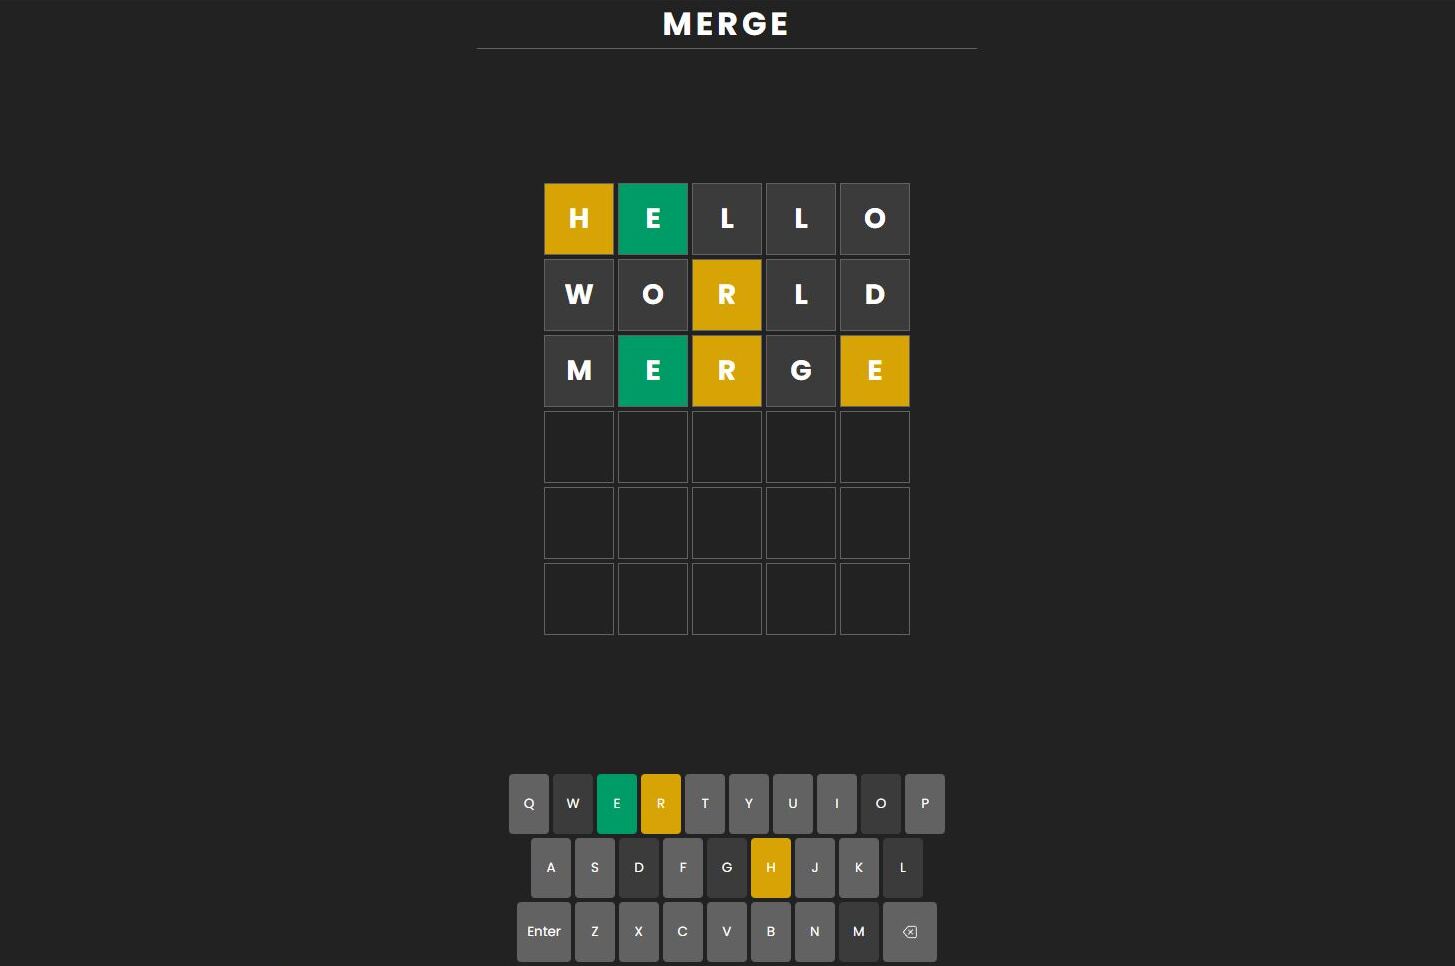 MERGE
H E L L O
W O R L D
M E R G E
Q W E R T Y U I O P
A S D F G H J K L
Enter Z X C V B N M